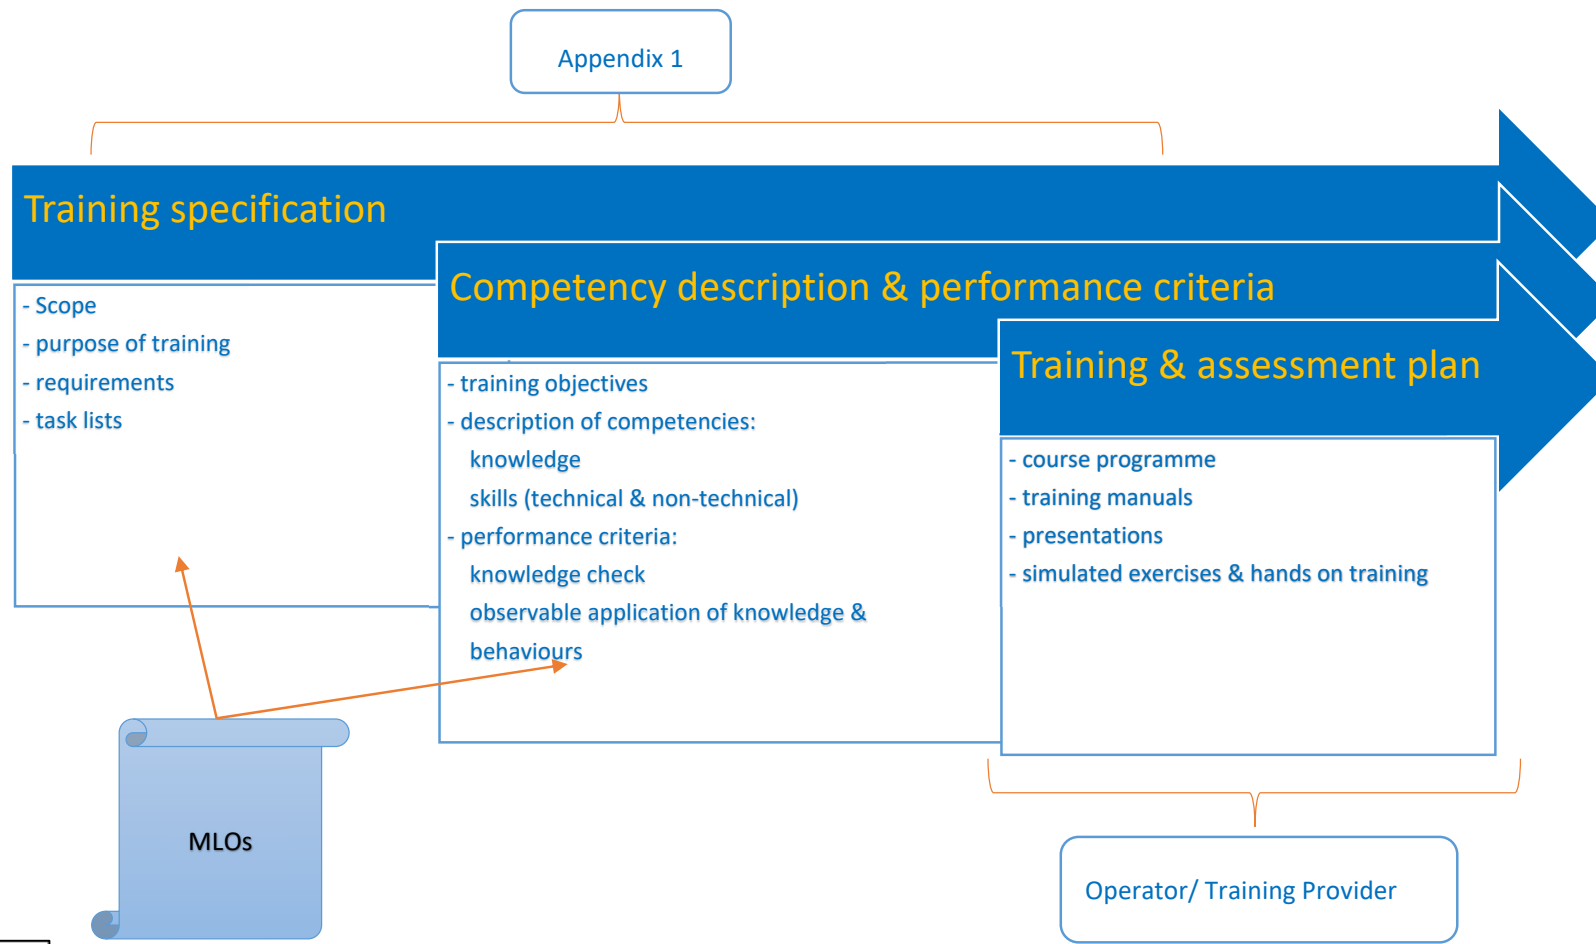 Appendix 1
Training specification
- Scope
- purpose of training
- requirements
- task lists
Competency description & performance criteria
- training objectives
- description of competencies:
knowledge
skills (technical & non-technical)
- performance criteria:
knowledge check
observable application of knowledge &
behaviours
Training & assessment plan
- course programme
- training manuals
- presentations
- simulated exercises & hands on training
MLOs
Operator/ Training Provider